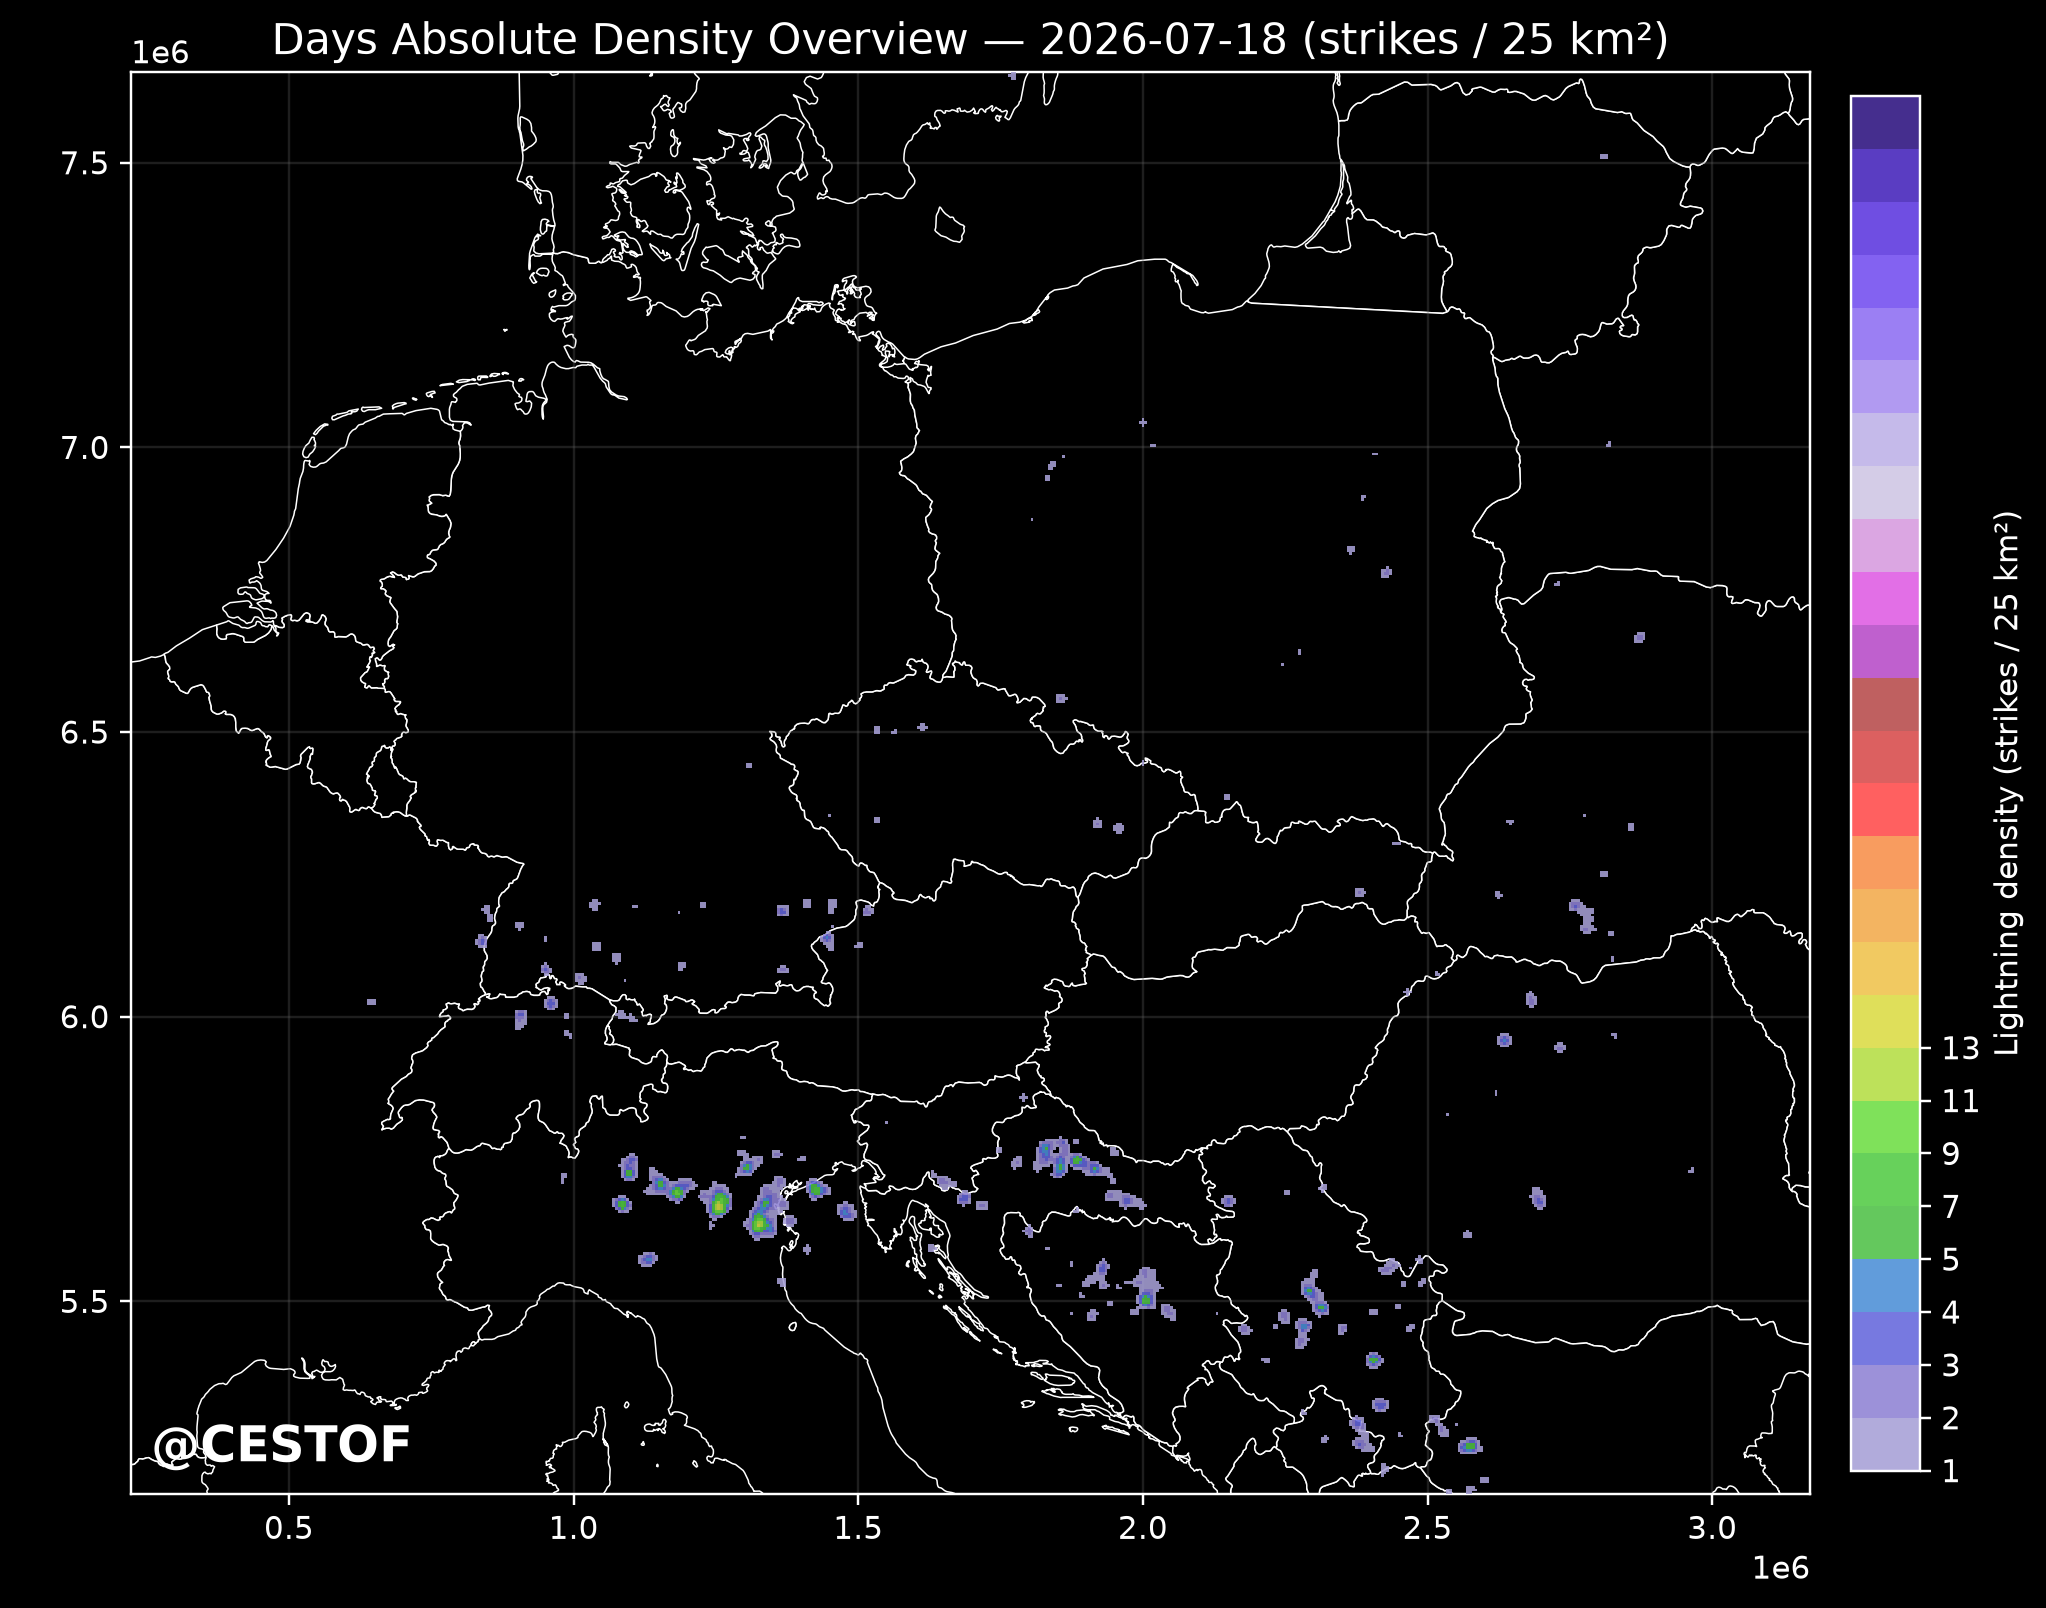 Days Absolute Density Overview — 2026-07-18 (strikes / 25 km²)
1e6
7.5
7.0
6.5
6.0
5.5
0.5 1.0 1.5 2.0 2.5 3.0
1e6
@CESTOF
13
11
9
7
5
4
3
2
1
Lightning density (strikes / 25 km²)